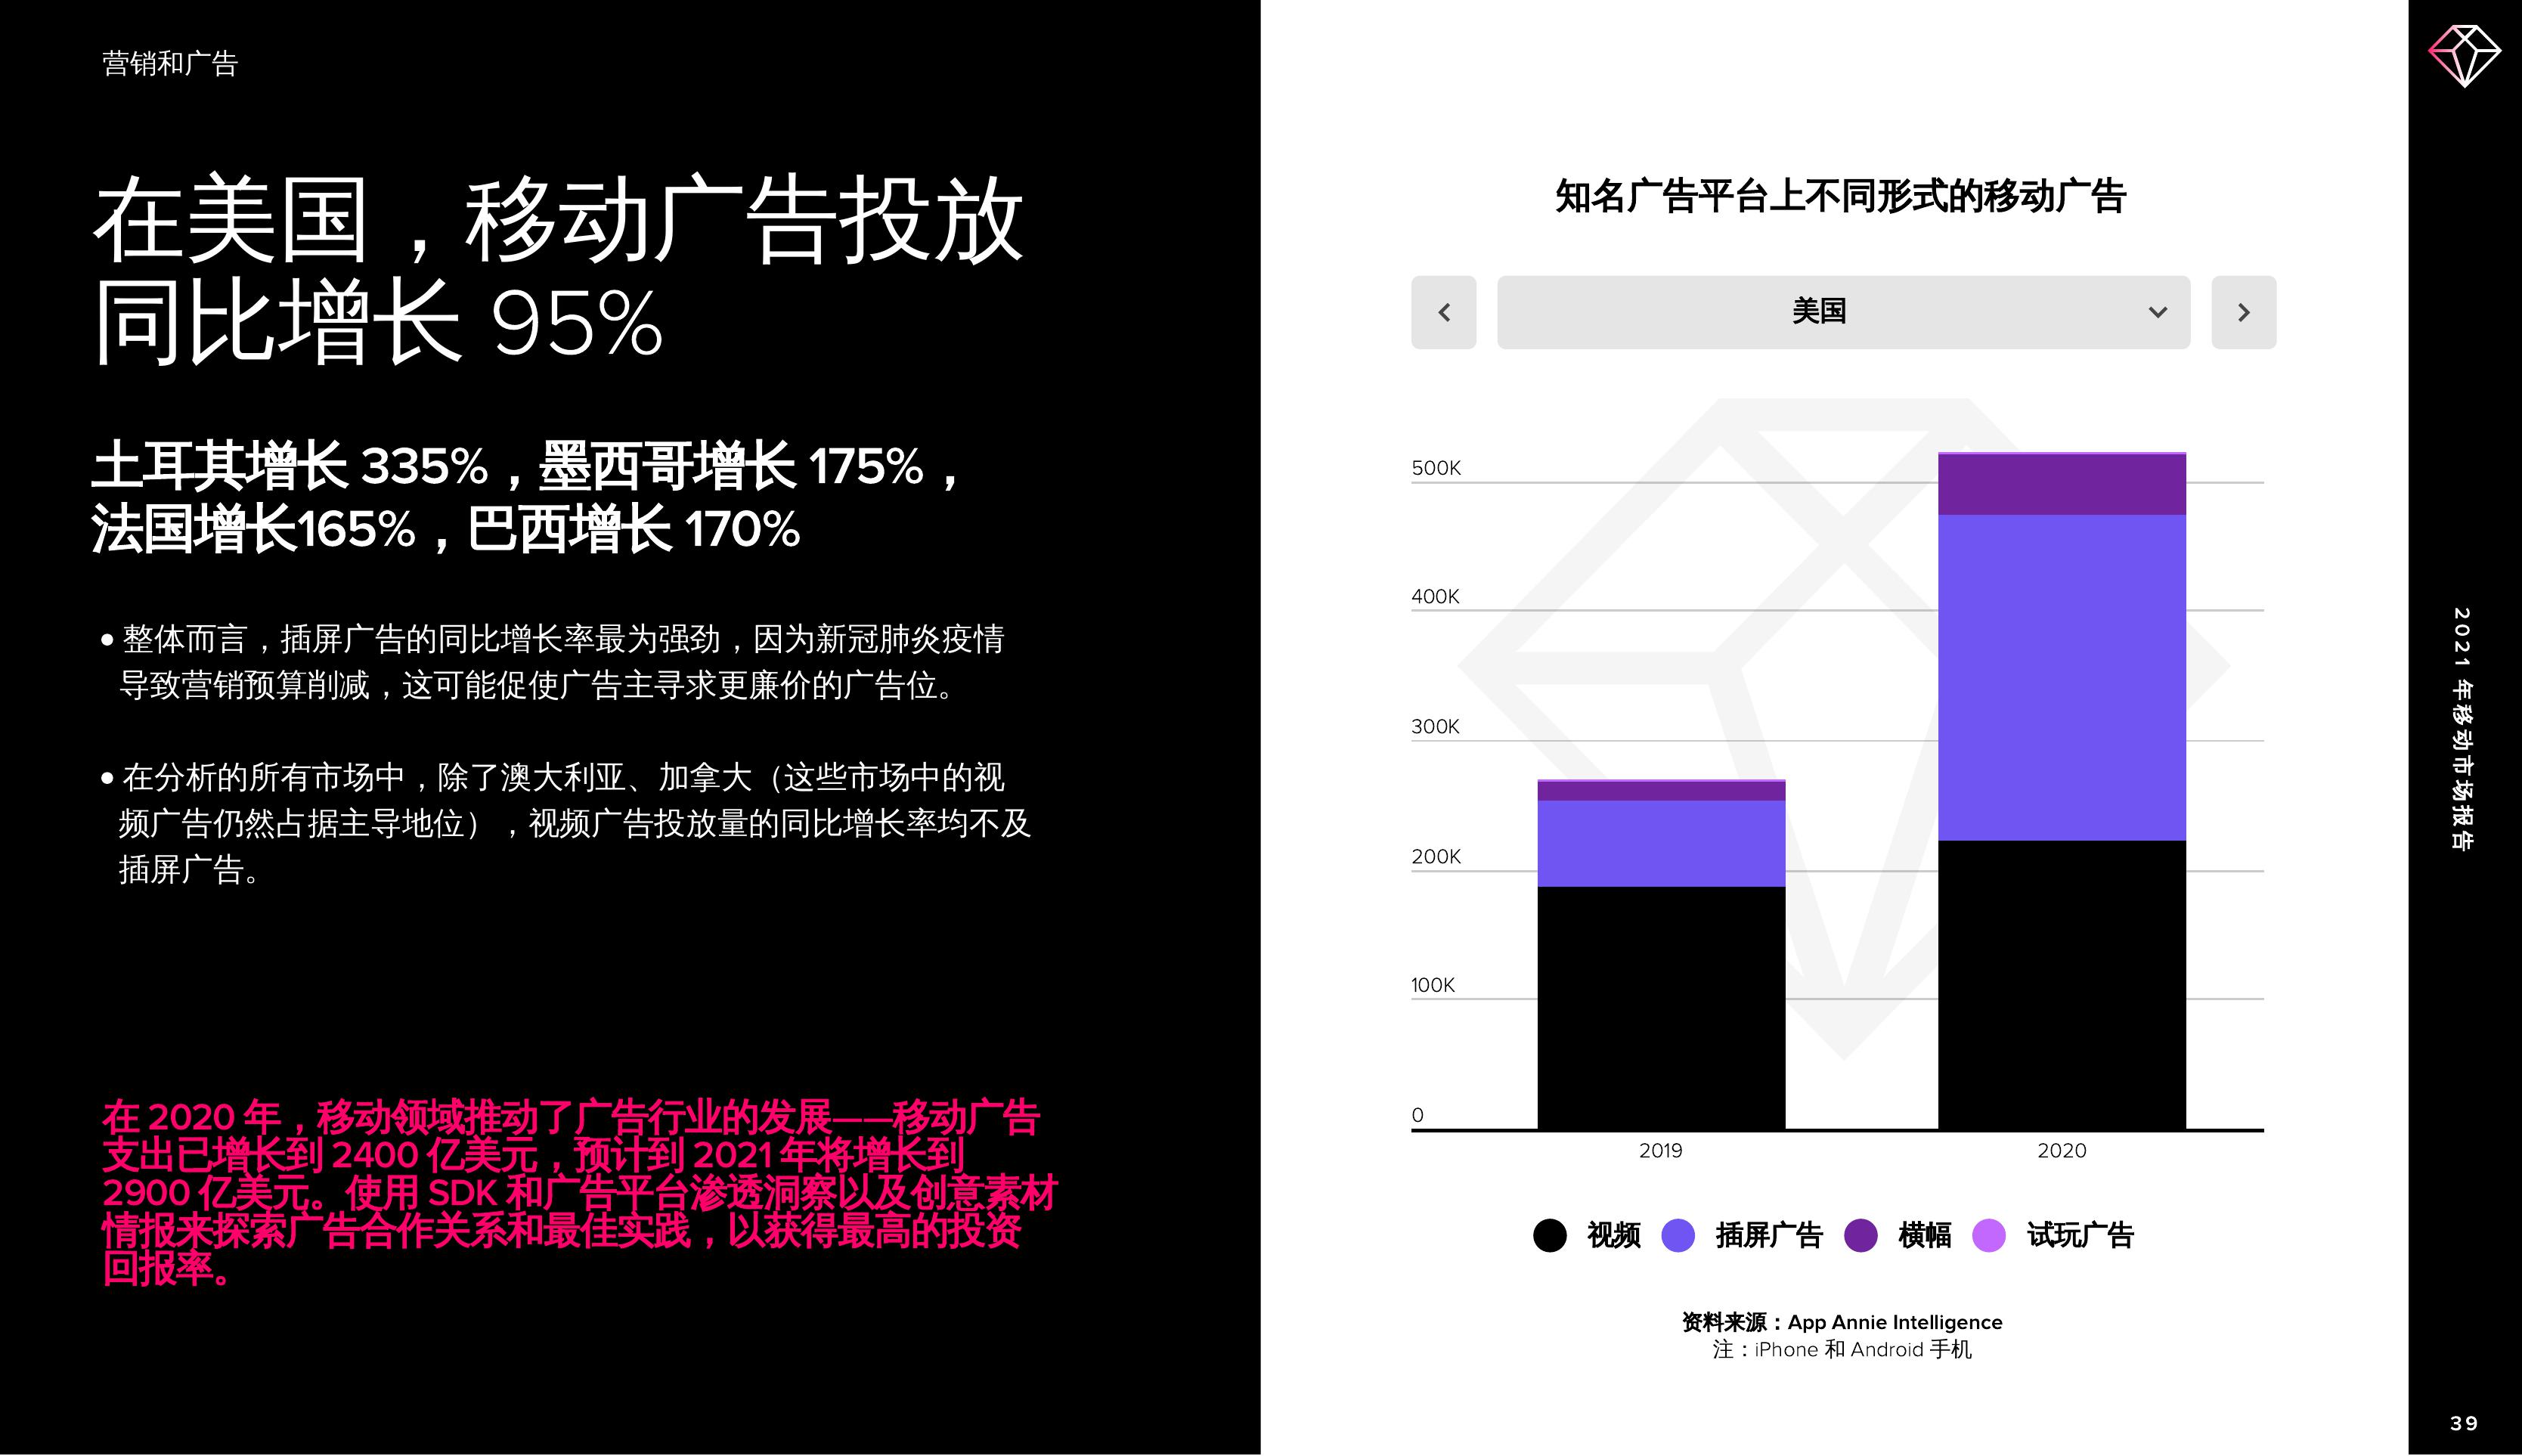 营销和广告
在美国，移动广告投放
同比增长 95%
土耳其增长 335%，墨西哥增长 175%，
法国增长165%，巴西增长 170%
• 整体而言，插屏广告的同比增长率最为强劲，因为新冠肺炎疫情
导致营销预算削减，这可能促使广告主寻求更廉价的广告位。
• 在分析的所有市场中，除了澳大利亚、加拿大（这些市场中的视
频广告仍然占据主导地位），视频广告投放量的同比增长率均不及
插屏广告。
在 2020 年，移动领域推动了广告行业的发展——移动广告
支出已增长到 2400 亿美元，预计到 2021 年将增长到
2900 亿美元。使用 SDK 和广告平台渗透洞察以及创意素材
情报来探索广告合作关系和最佳实践，以获得最高的投资
回报率。
知名广告平台上不同形式的移动广告
美国
500K
400K
300K
200K
100K
0
2019 2020
视频 插屏广告 横幅 试玩广告
资料来源：App Annie Intelligence
注：iPhone 和 Android 手机
2021 年移动市场报告
39